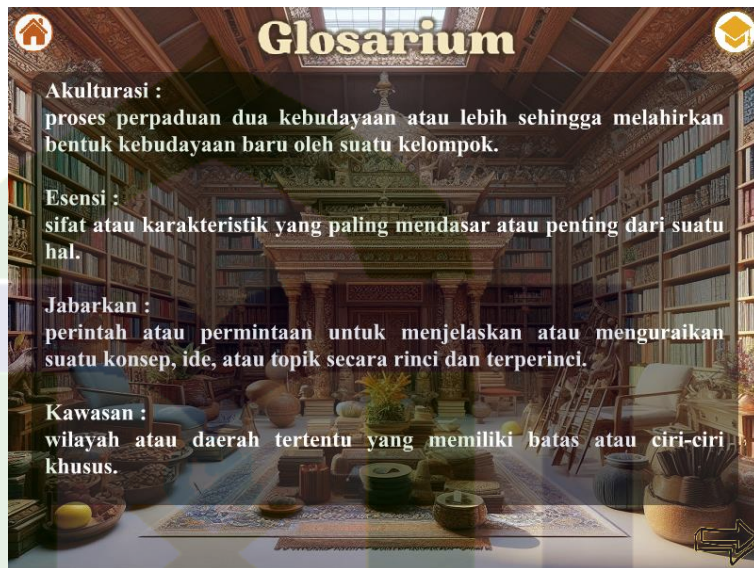 Glosarium
Akulturasi :
proses perpaduan dua kebudayaan atau lebih sehingga melahirkan
bentuk kebudayaan baru oleh suatu kelompok.
Esensi :
sifat atau karakteristik yang paling mendasar atau penting dari suatu
hal.
Jabarkan :
perintah atau permintaan untuk menjelaskan atau menguraikan
suatu konsep, ide, atau topik secara rinci dan terperinci.
Kawasan :
wilayah atau daerah tertentu yang memiliki batas atau ciri-ciri
khusus.